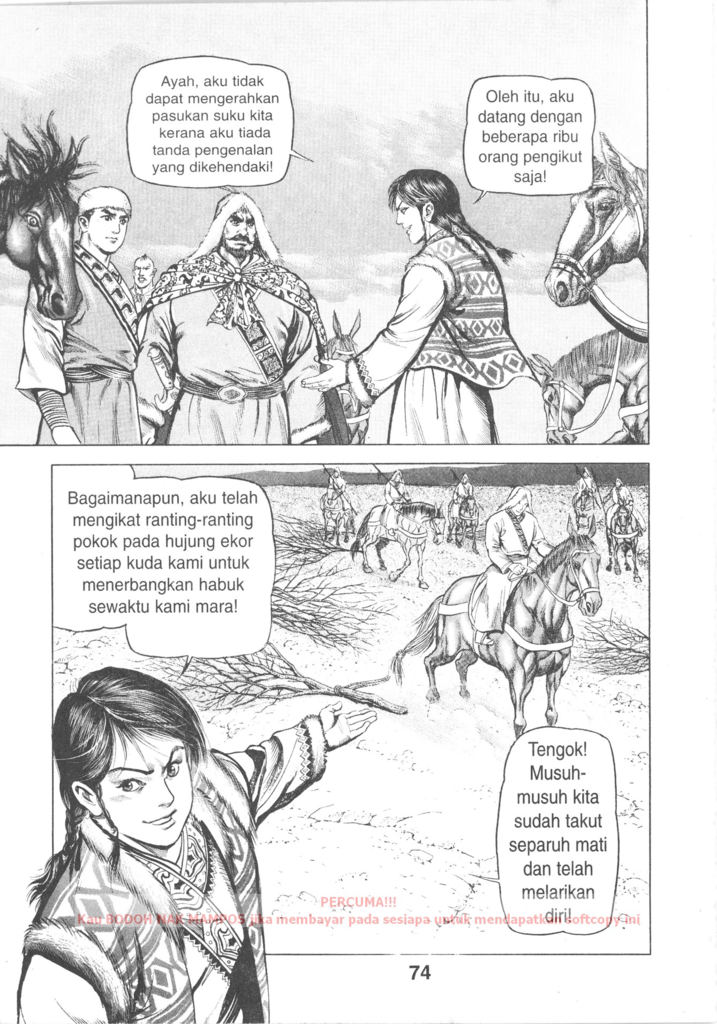 Ayah, aku tidak
dapat mengerahkan
pasukan suku kita
kerana aku tiada
tanda pengenalan
yang dikehendaki!
Oleh itu, aku
datang dengan
beberapa ribu
orang pengikut
saja!
Bagaimanapun, aku telah
mengikat ranting-ranting
pokok pada hujung ekor
setiap kuda kami untuk
menerbangkan habuk
sewaktu kami mara!
Tengok!
Musuh-
musuh kita
sudah takut
separuh mati
dan telah
melarikan
diri!
PERCUMA!!!
Kau BODOH NAK MAMPOS jika membayar pada sesiapa untuk mendapatkan softcopy ini
74